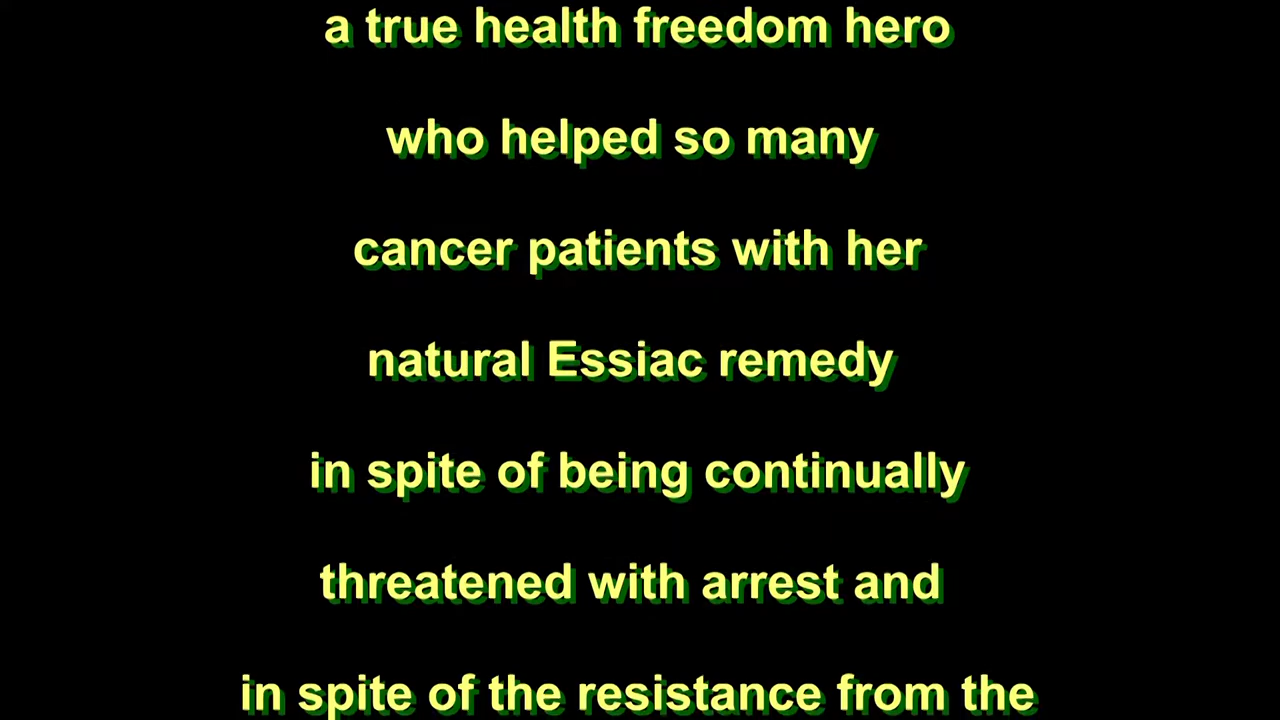 a true health freedom hero
who helped so many
cancer patients with her
natural Essiac remedy
in spite of being continually
threatened with arrest and
in spite of the resistance from the